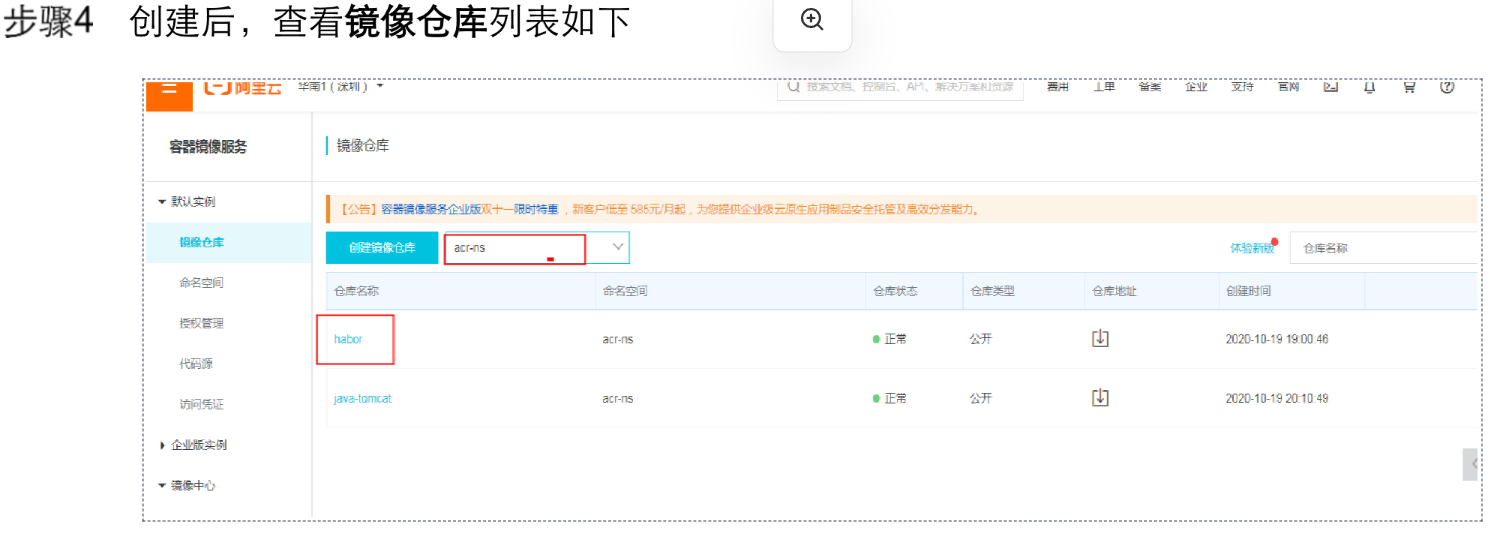 步骤4 创建后，查看镜像仓库列表如下
阿里云 华南1（深圳） 搜索文档、控制台、API、解决方案和资源 费用 工单 备案 企业 支持 官网
容器镜像服务 镜像仓库
默认实例
【公告】容器镜像服务企业版双十一限时特惠，新客户低至 585元/月起，为您提供企业级云原生应用制品安全托管及高效分发能力。
镜像仓库 创建镜像仓库 acr-ns 体验新版 仓库名称
命名空间 仓库名称 命名空间 仓库状态 仓库类型 仓库地址 创建时间
授权管理
habor acr-ns 正常 公开 2020-10-19 19:00:46
代码源
访问凭证 java-tomcat acr-ns 正常 公开 2020-10-19 20:10:49
企业版实例
镜像中心